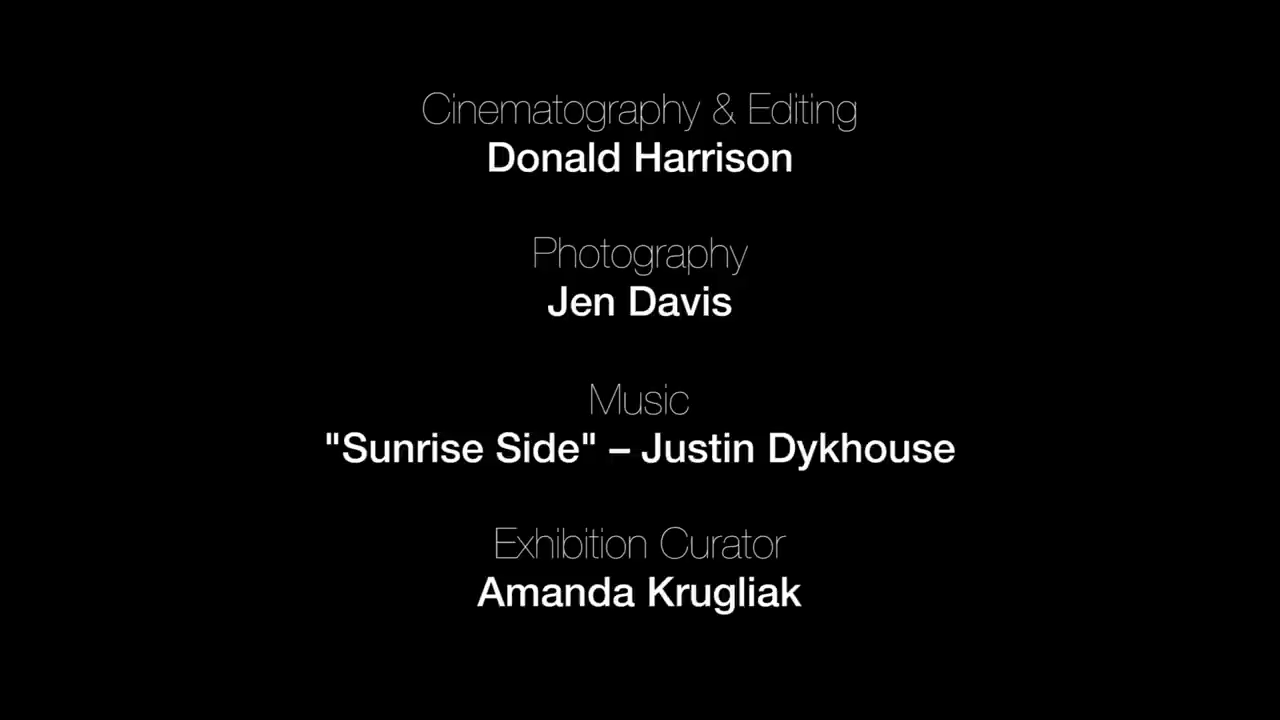 Cinematography & Editing
Donald Harrison
Photography
Jen Davis
Music
"Sunrise Side" – Justin Dykhouse
Exhibition Curator
Amanda Krugliak